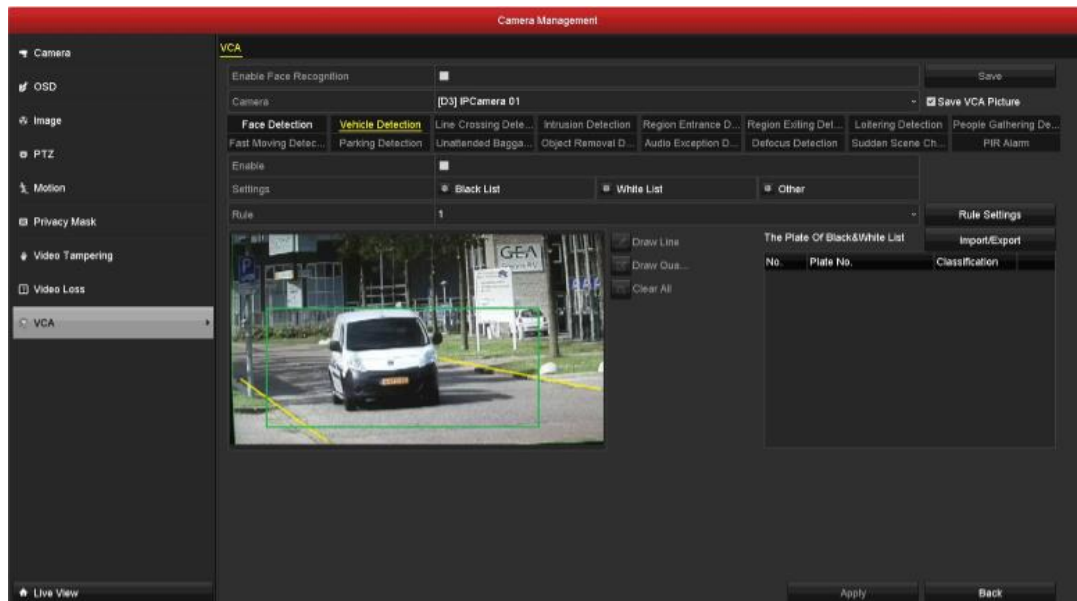 Camera Management
Camera
OSD
Image
PTZ
Motion
Privacy Mask
Video Tampering
Video Loss
VCA
Live View
VCA
Enable Face Recognition
Save
Camera [D3] IPCamera 01
Save VCA Picture
Face Detection Vehicle Detection Line Crossing Dete... Intrusion Detection Region Entrance D... Region Exiting Det... Loitering Detection People Gathering De...
Fast Moving Detec... Parking Detection Unattended Bagga... Object Removal D... Audio Exception D... Defocus Detection Sudden Scene Ch... PIR Alarm
Enable
Settings Black List White List Other
Rule 1
Rule Settings
GEA
P
Draw Line
Draw Qua...
Clear All
The Plate Of Black&White List
Import/Export
No. Plate No. Classification
Apply
Back